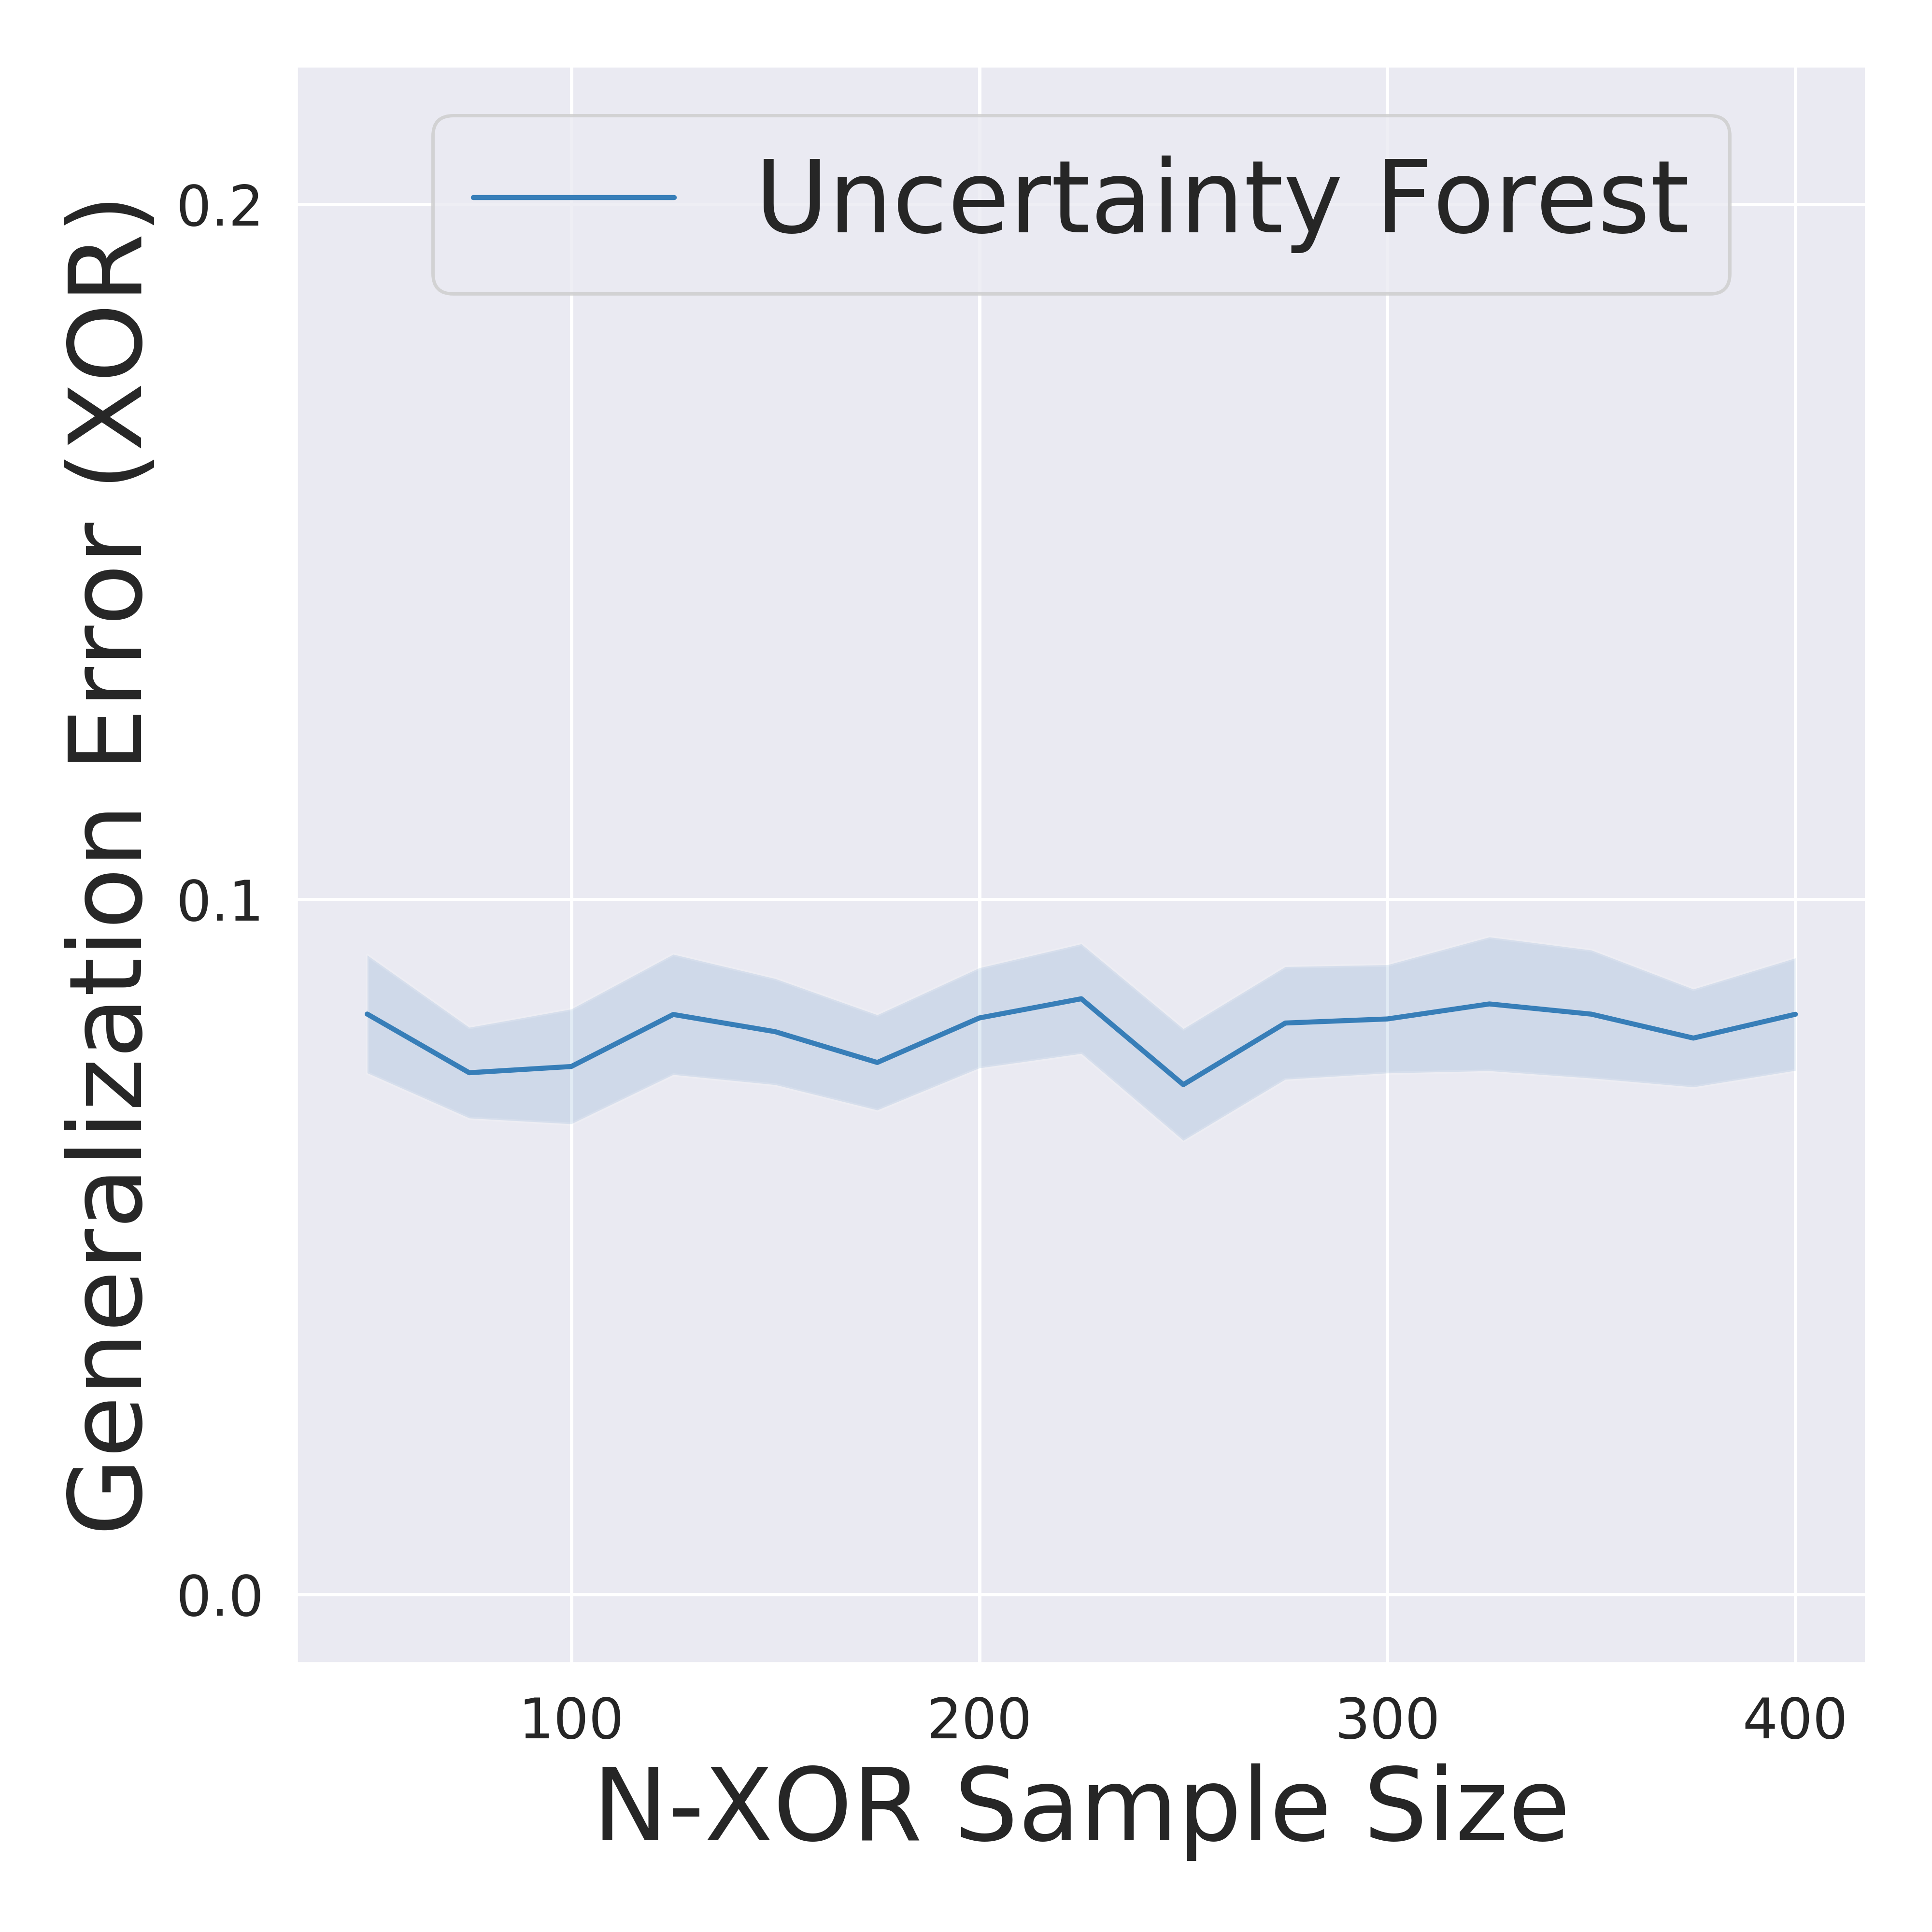 Uncertainty Forest
Generalization Error (XOR)
0.2
0.1
0.0
100
200
300
400
N-XOR Sample Size